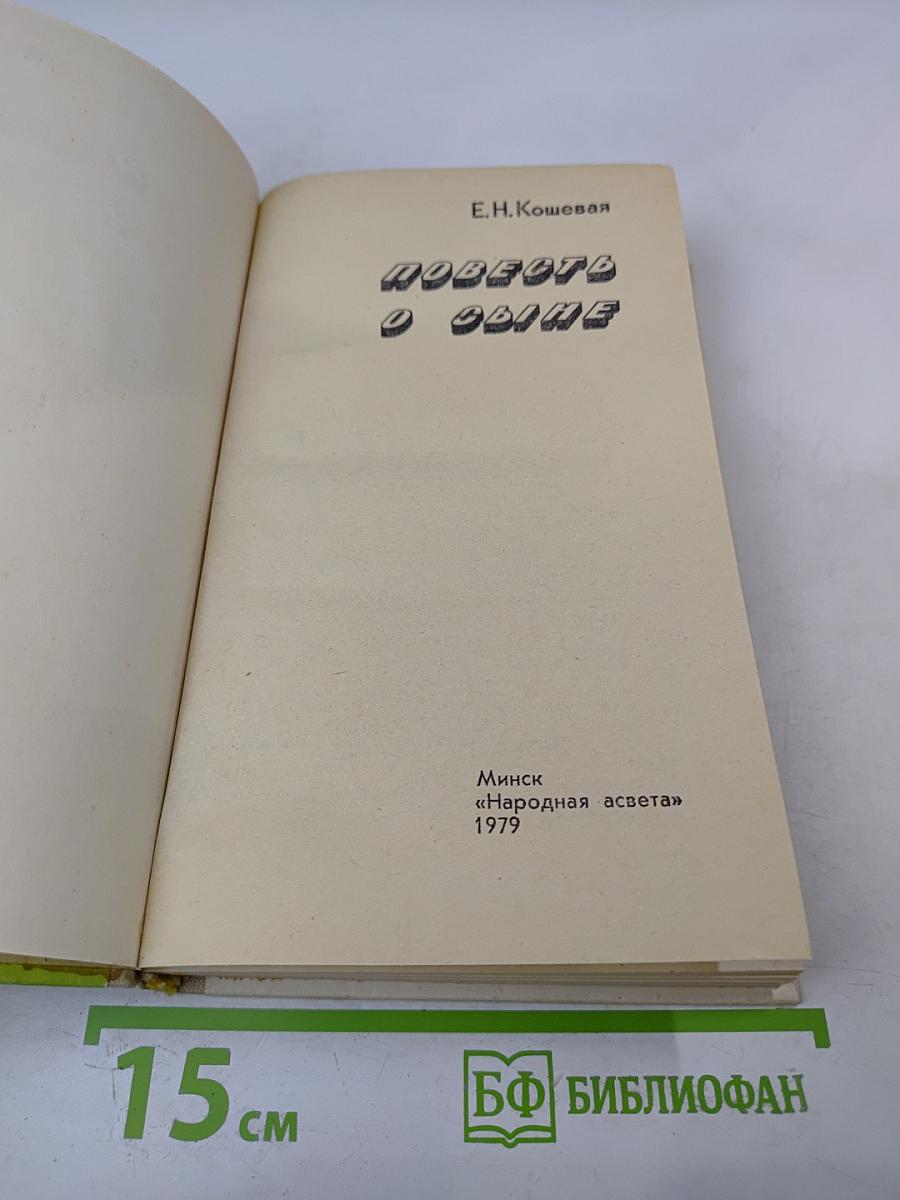 Е.Н.Кошевая
ПОВЕСТЬ
О СЫНЕ
Минск
«Народная асвета»
1979
15 см
БФ БИБЛИОФАН